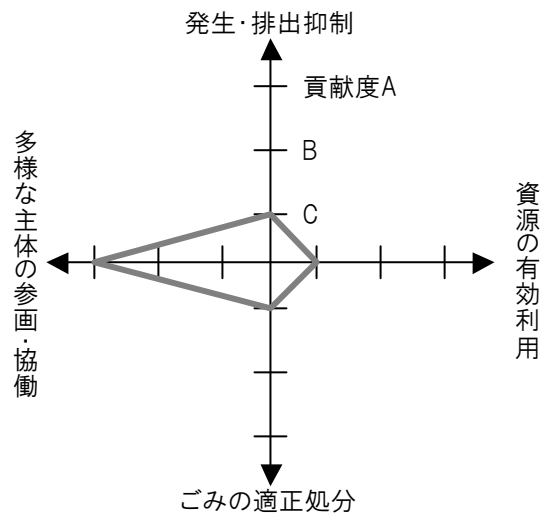 発生・排出抑制
貢献度A
B
C
多様な主体の参画・協働
資源の有効利用
ごみの適正処分